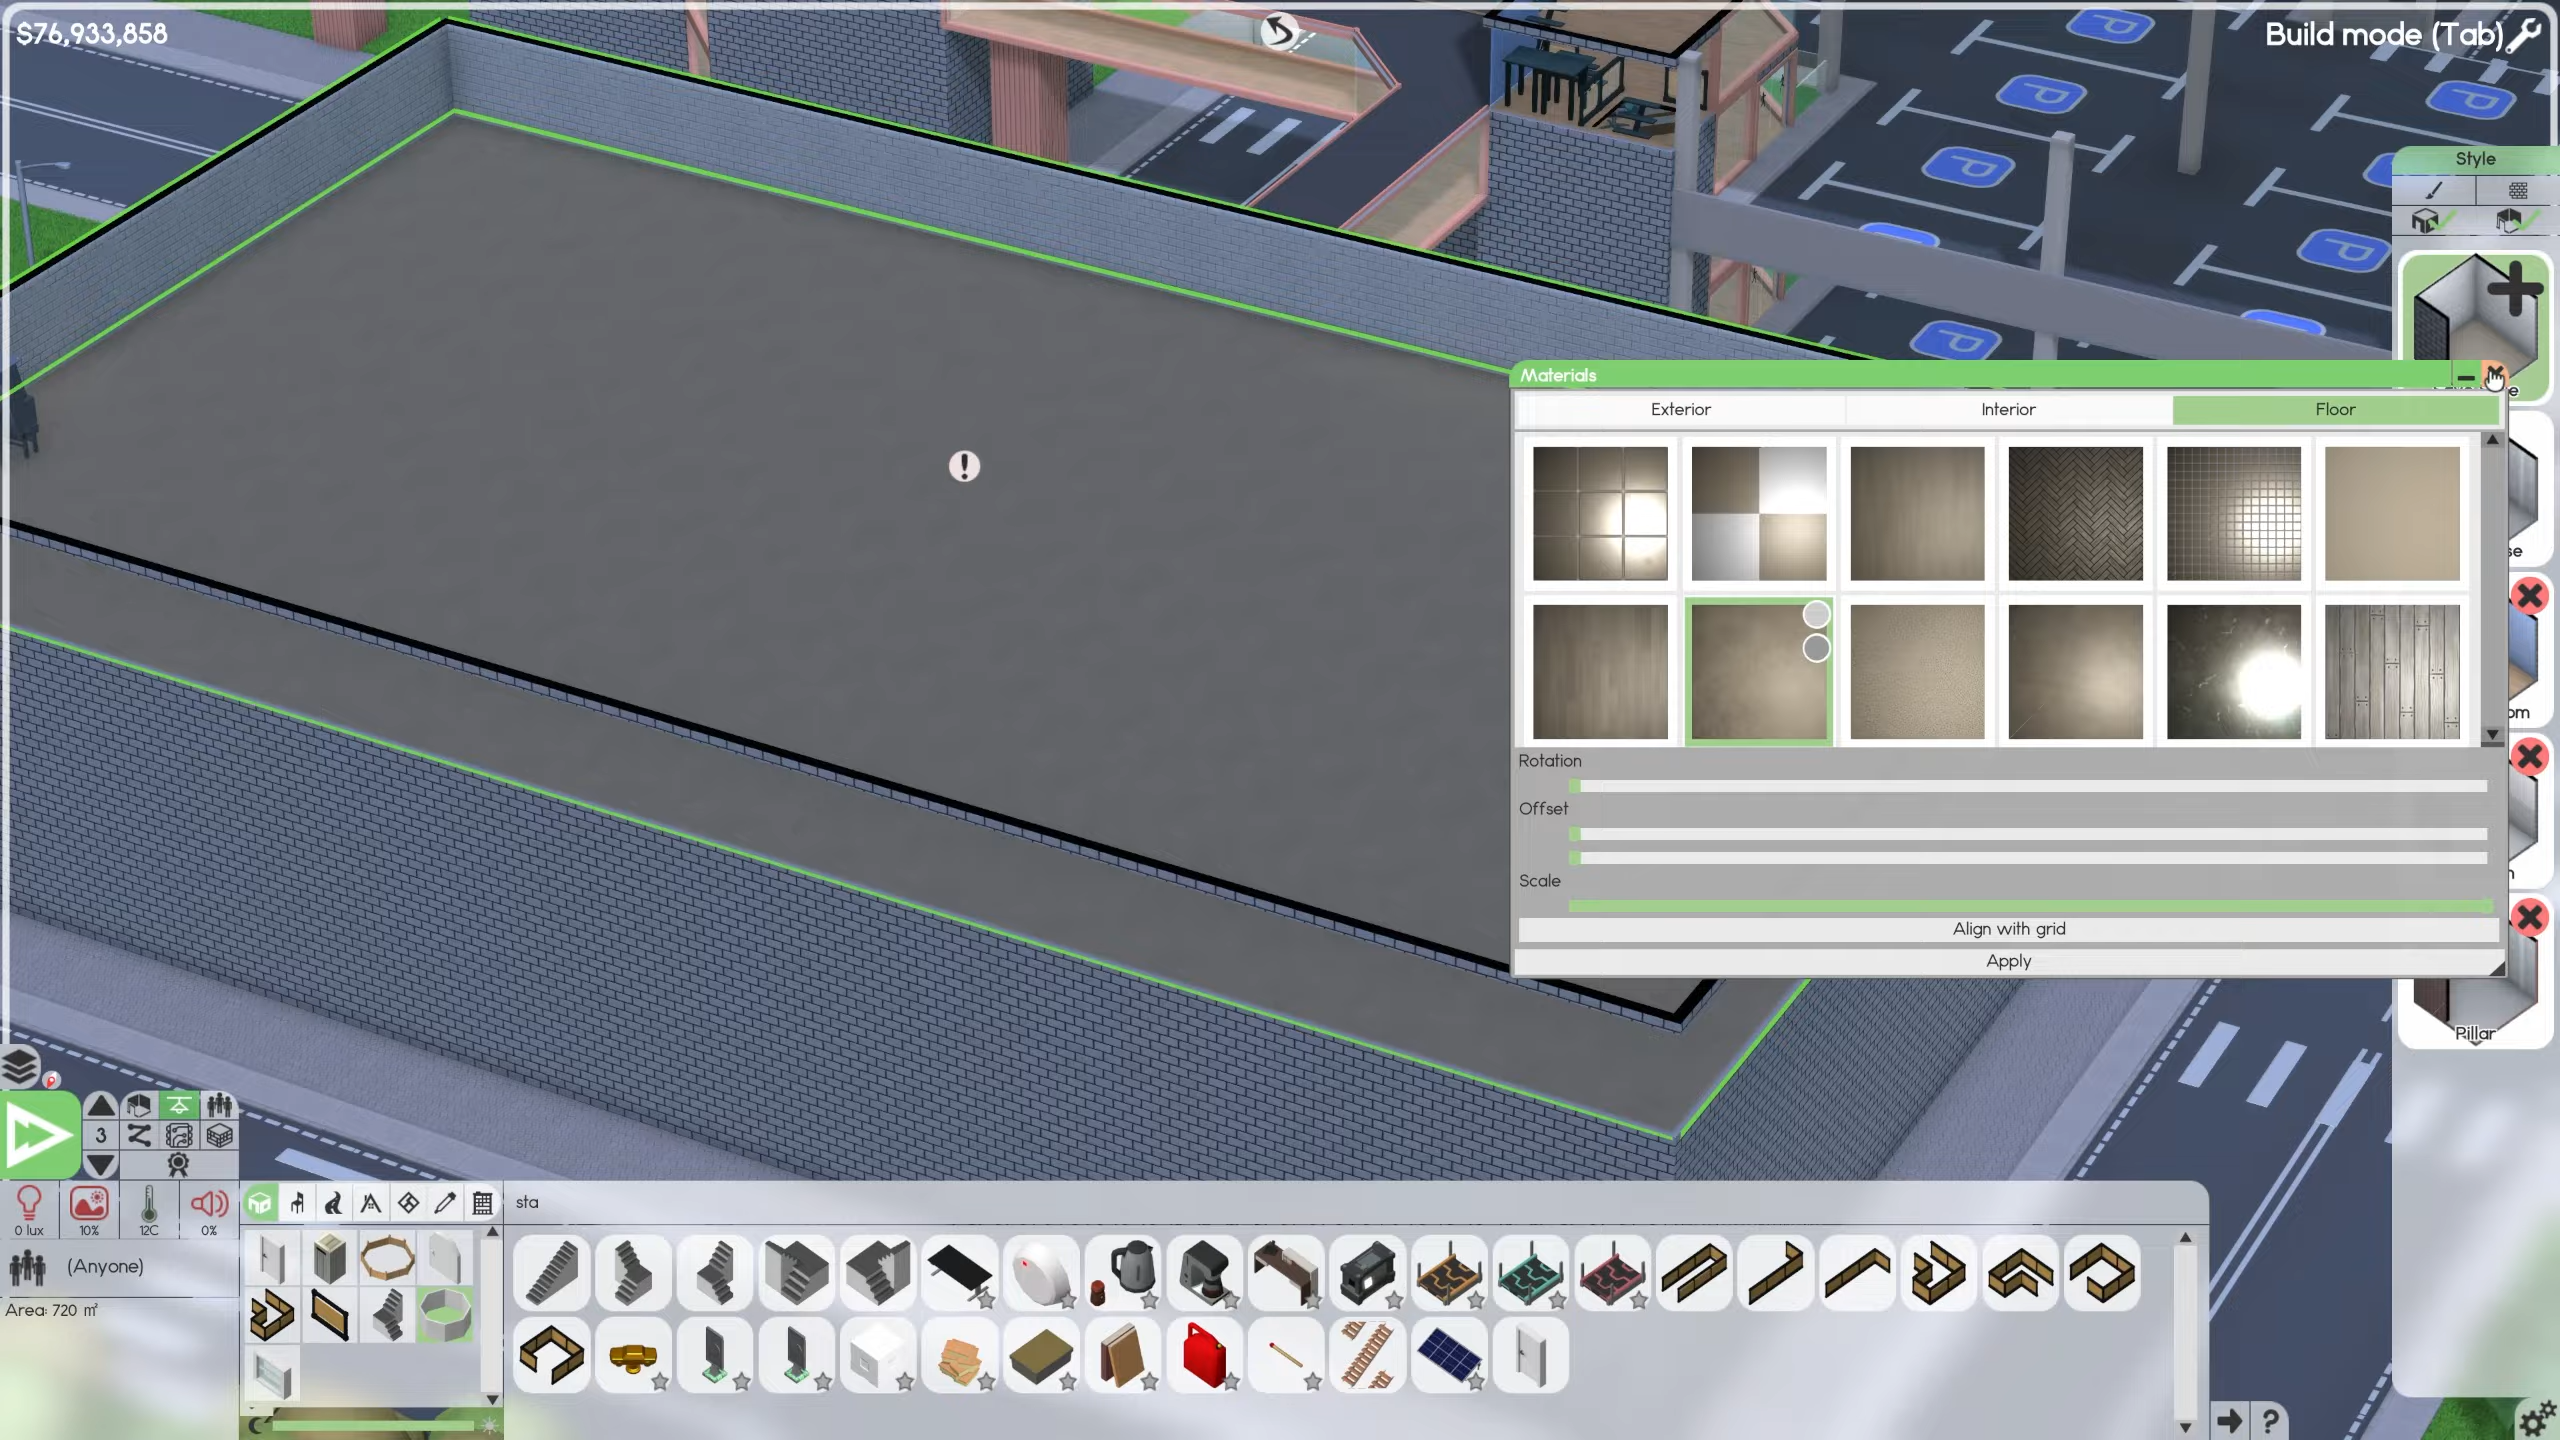 $76,933,858
Build mode (Tab)
Style
Materials
Exterior
Interior
Floor
Rotation
Offset
Scale
Align with grid
Apply
Pillar
3
0 lux
10%
12C
0%
(Anyone)
Area: 720 m²
sta
?
P
P
P
P
P
P